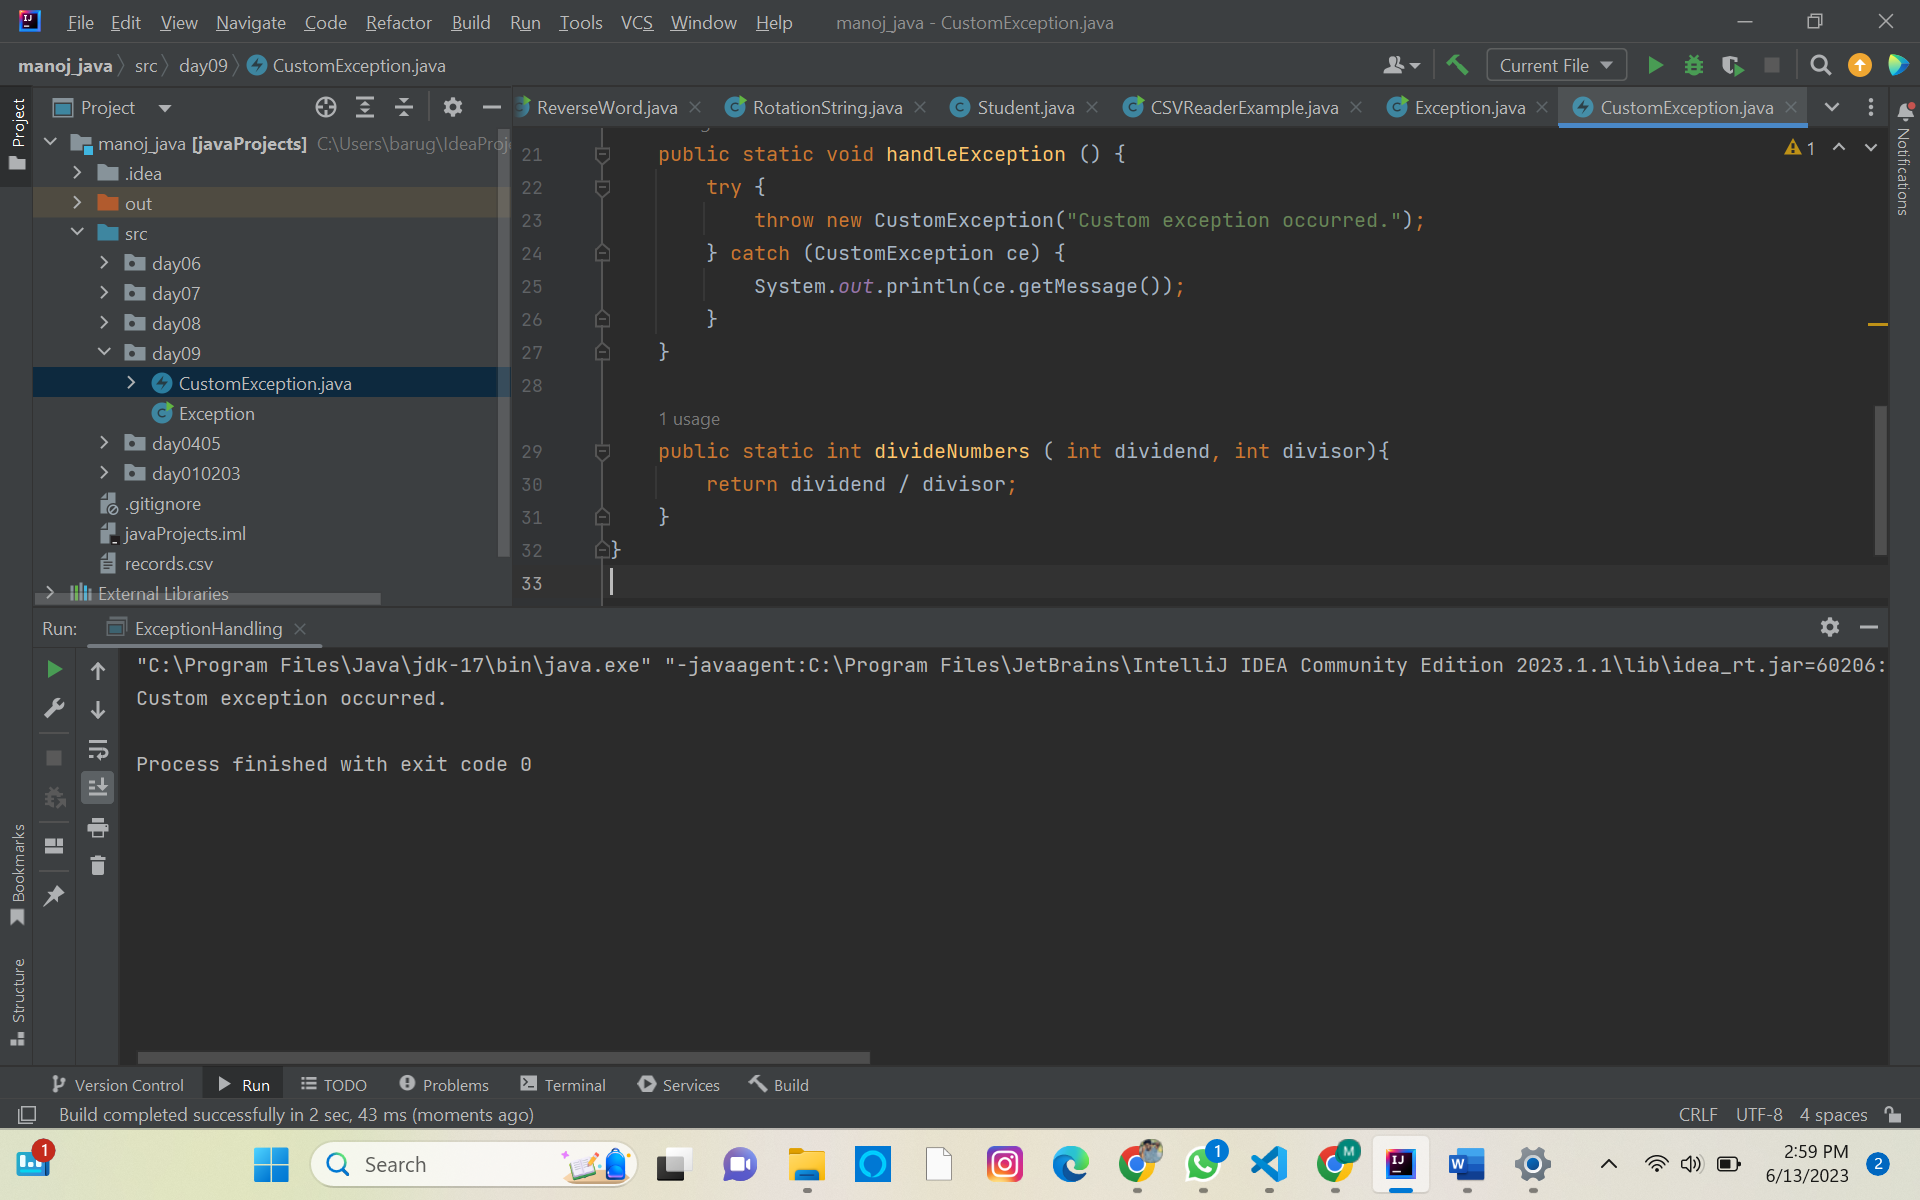 File Edit View Navigate Code Refactor Build Run Tools VCS Window Help manoj_java - CustomException.java
manoj_java src day09 CustomException.java Current File
Project
Project
ReverseWord.java RotationString.java Student.java CSVReaderExample.java Exception.java CustomException.java
Notifications
manoj_java [javaProjects] C:\Users\barug\IdeaProj
.idea
out
src
day06
day07
day08
day09
CustomException.java
Exception
day0405
day010203
.gitignore
javaProjects.iml
records.csv
External Libraries
1
21 public static void handleException () {
22 try {
23 throw new CustomException("Custom exception occurred.");
24 } catch (CustomException ce) {
25 System.out.println(ce.getMessage());
26 }
27 }
28
1 usage
29 public static int divideNumbers ( int dividend, int divisor){
30 return dividend / divisor;
31 }
32 }
33
Run: ExceptionHandling
"C:\Program Files\Java\jdk-17\bin\java.exe" "-javaagent:C:\Program Files\JetBrains\IntelliJ IDEA Community Edition 2023.1.1\lib\idea_rt.jar=60206:
Custom exception occurred.
Process finished with exit code 0
Bookmarks
Structure
Version Control Run TODO Problems Terminal Services Build
Build completed successfully in 2 sec, 43 ms (moments ago) CRLF UTF-8 4 spaces
1
Search
1
M
2:59 PM
6/13/2023
2